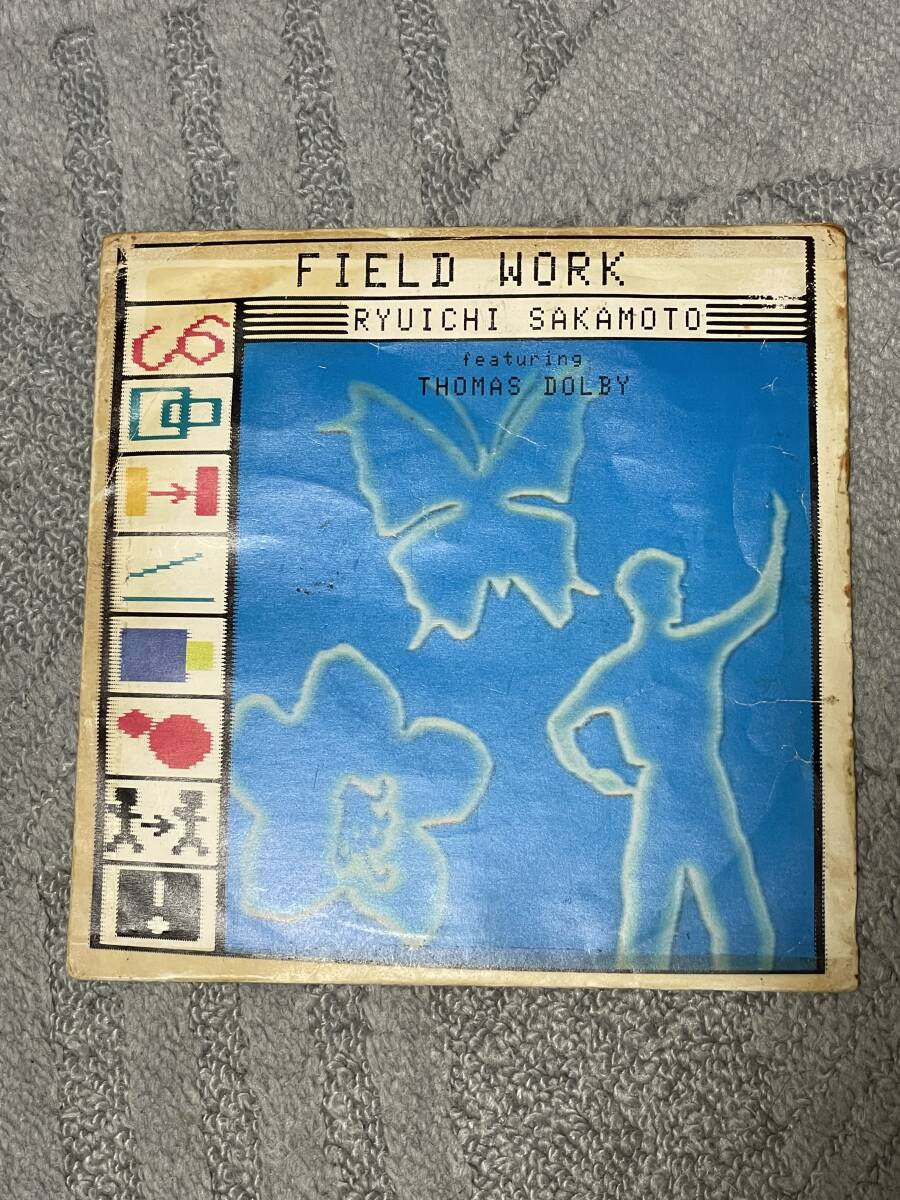 FIELD WORK
RYUICHI SAKAMOTO
featuring
THOMAS DOLBY